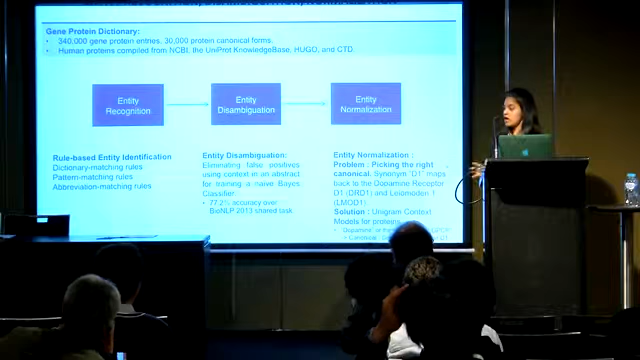 Gene Protein Dictionary:
• 340,000 gene protein entries. 30,000 protein canonical forms.
• Human proteins compiled from NCBI, the UniProt KnowledgeBase, HUGO, and CTD.
Entity
Recognition
Entity
Disambiguation
Entity
Normalization
Rule-based Entity Identification
Dictionary-matching rules
Pattern-matching rules
Abbreviation-matching rules
Entity Disambiguation:
Eliminating false positives
using context in an abstract
for training a naive Bayes
Classifier.
• 77.2% accuracy over
BioNLP 2013 shared task
Entity Normalization :
Problem : Picking the right
canonical. Synonym "D1" maps
back to the Dopamine Receptor
D1 (DRD1) and Leiomodin 1
(LMOD1)
Solution : Unigram Context
Models for proteins.